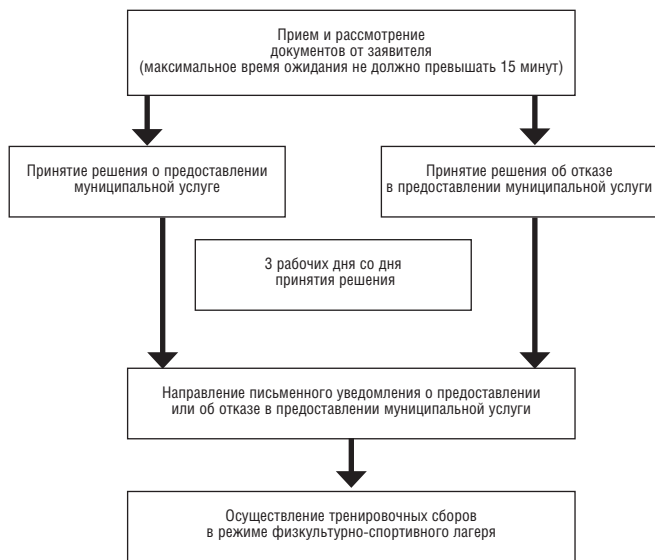 Прием и рассмотрение
документов от заявителя
(максимальное время ожидания не должно превышать 15 минут)
Принятие решения о предоставлении
муниципальной услуге
Принятие решения об отказе
в предоставлении муниципальной услуги
3 рабочих дня со дня
принятия решения
Направление письменного уведомления о предоставлении
или об отказе в предоставлении муниципальной услуги
Осуществление тренировочных сборов
в режиме физкультурно-спортивного лагеря